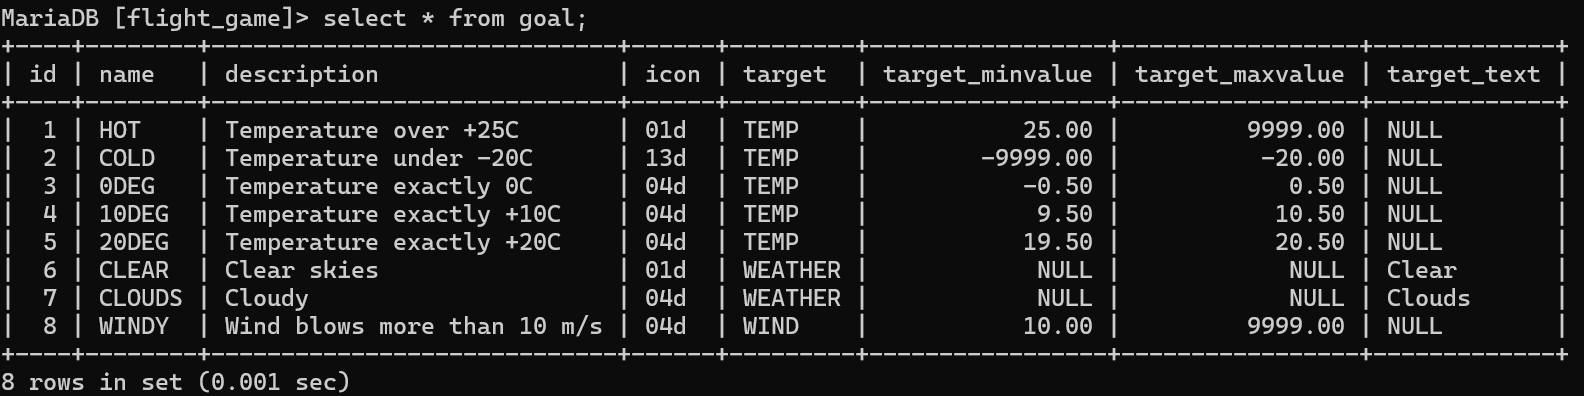 MariaDB [flight_game]> select * from goal;
+----+--------+-----------------------------+------+---------+-----------------+-----------------+-------------+
| id | name   | description                 | icon | target  | target_minvalue | target_maxvalue | target_text |
+----+--------+-----------------------------+------+---------+-----------------+-----------------+-------------+
|  1 | HOT    | Temperature over +25C       | 01d  | TEMP    |           25.00 |         9999.00 | NULL        |
|  2 | COLD   | Temperature under -20C      | 13d  | TEMP    |        -9999.00 |          -20.00 | NULL        |
|  3 | 0DEG   | Temperature exactly 0C      | 04d  | TEMP    |           -0.50 |            0.50 | NULL        |
|  4 | 10DEG  | Temperature exactly +10C    | 04d  | TEMP    |            9.50 |           10.50 | NULL        |
|  5 | 20DEG  | Temperature exactly +20C    | 04d  | TEMP    |           19.50 |           20.50 | NULL        |
|  6 | CLEAR  | Clear skies                 | 01d  | WEATHER |            NULL |            NULL | Clear       |
|  7 | CLOUDS | Cloudy                      | 04d  | WEATHER |            NULL |            NULL | Clouds      |
|  8 | WINDY  | Wind blows more than 10 m/s | 04d  | WIND    |           10.00 |         9999.00 | NULL        |
+----+--------+-----------------------------+------+---------+-----------------+-----------------+-------------+
8 rows in set (0.001 sec)